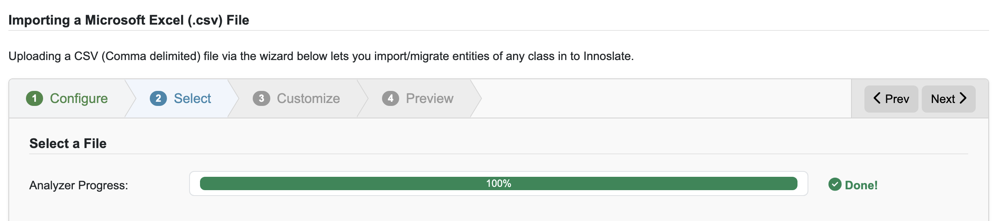 Importing a Microsoft Excel (.csv) File
Uploading a CSV (Comma delimited) file via the wizard below lets you import/migrate entities of any class in to Innoslate.
1 Configure 2 Select 3 Customize 4 Preview Prev Next
Select a File
Analyzer Progress: 100% Done!